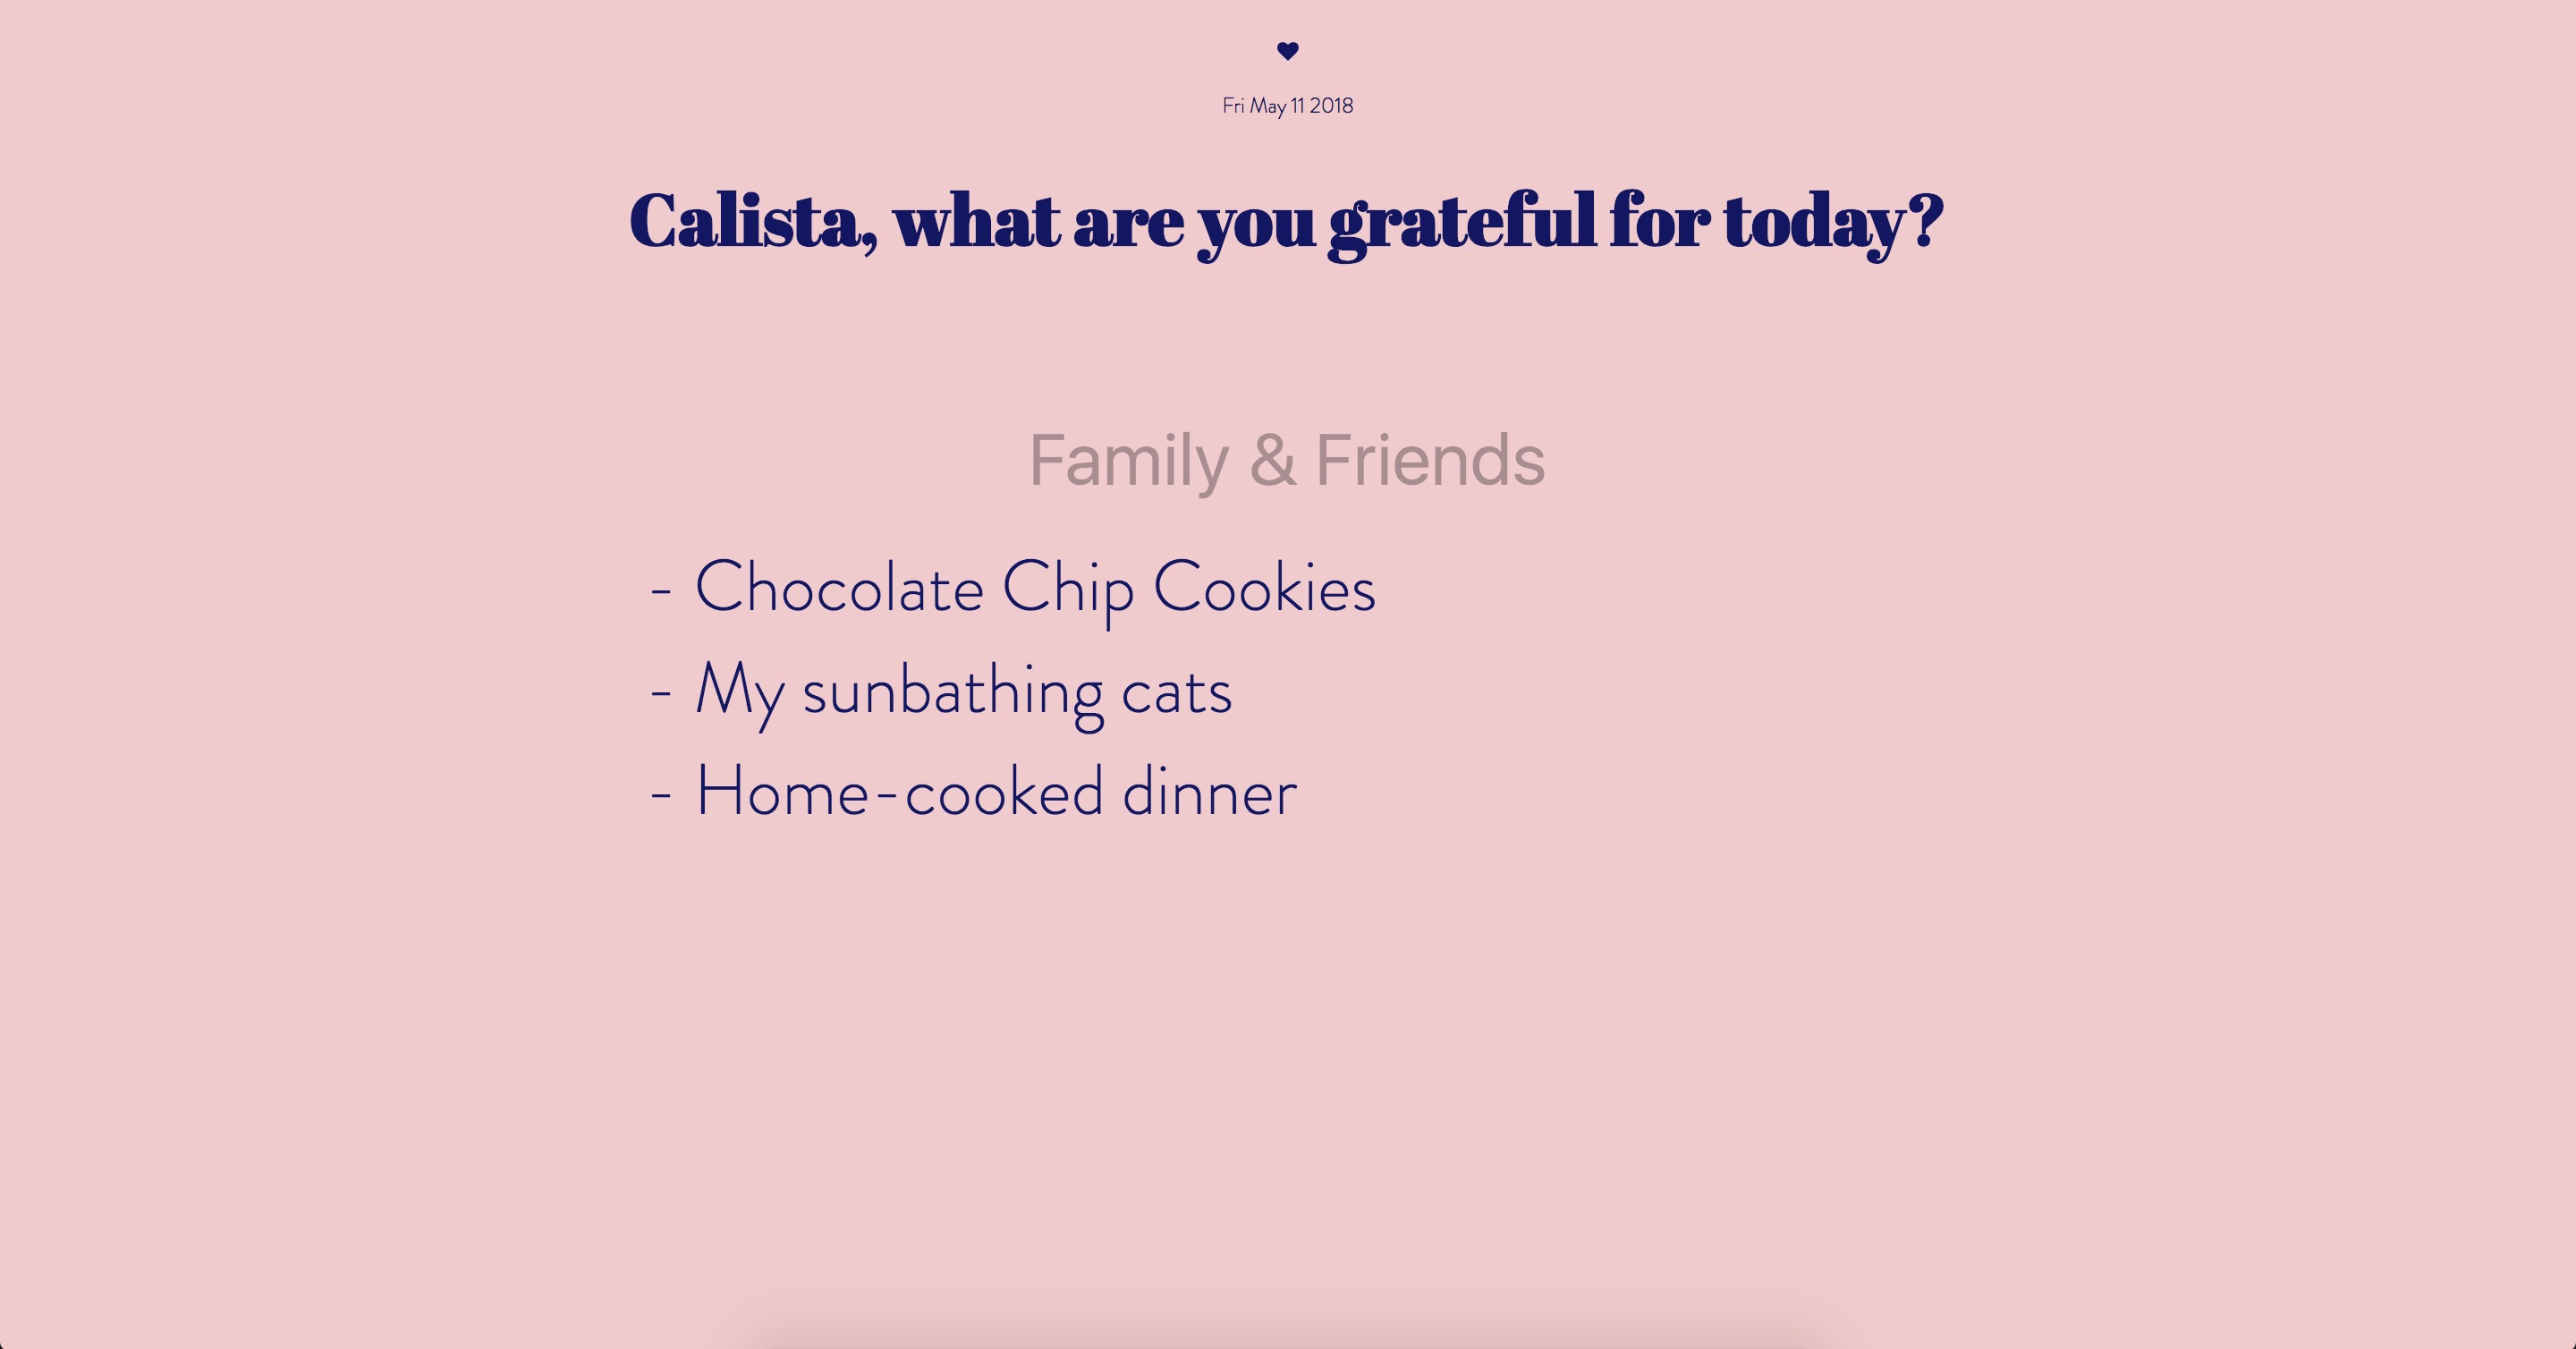 Fri May 11 2018
Calista, what are you grateful for today?
Family & Friends
- Chocolate Chip Cookies
- My sunbathing cats
- Home-cooked dinner